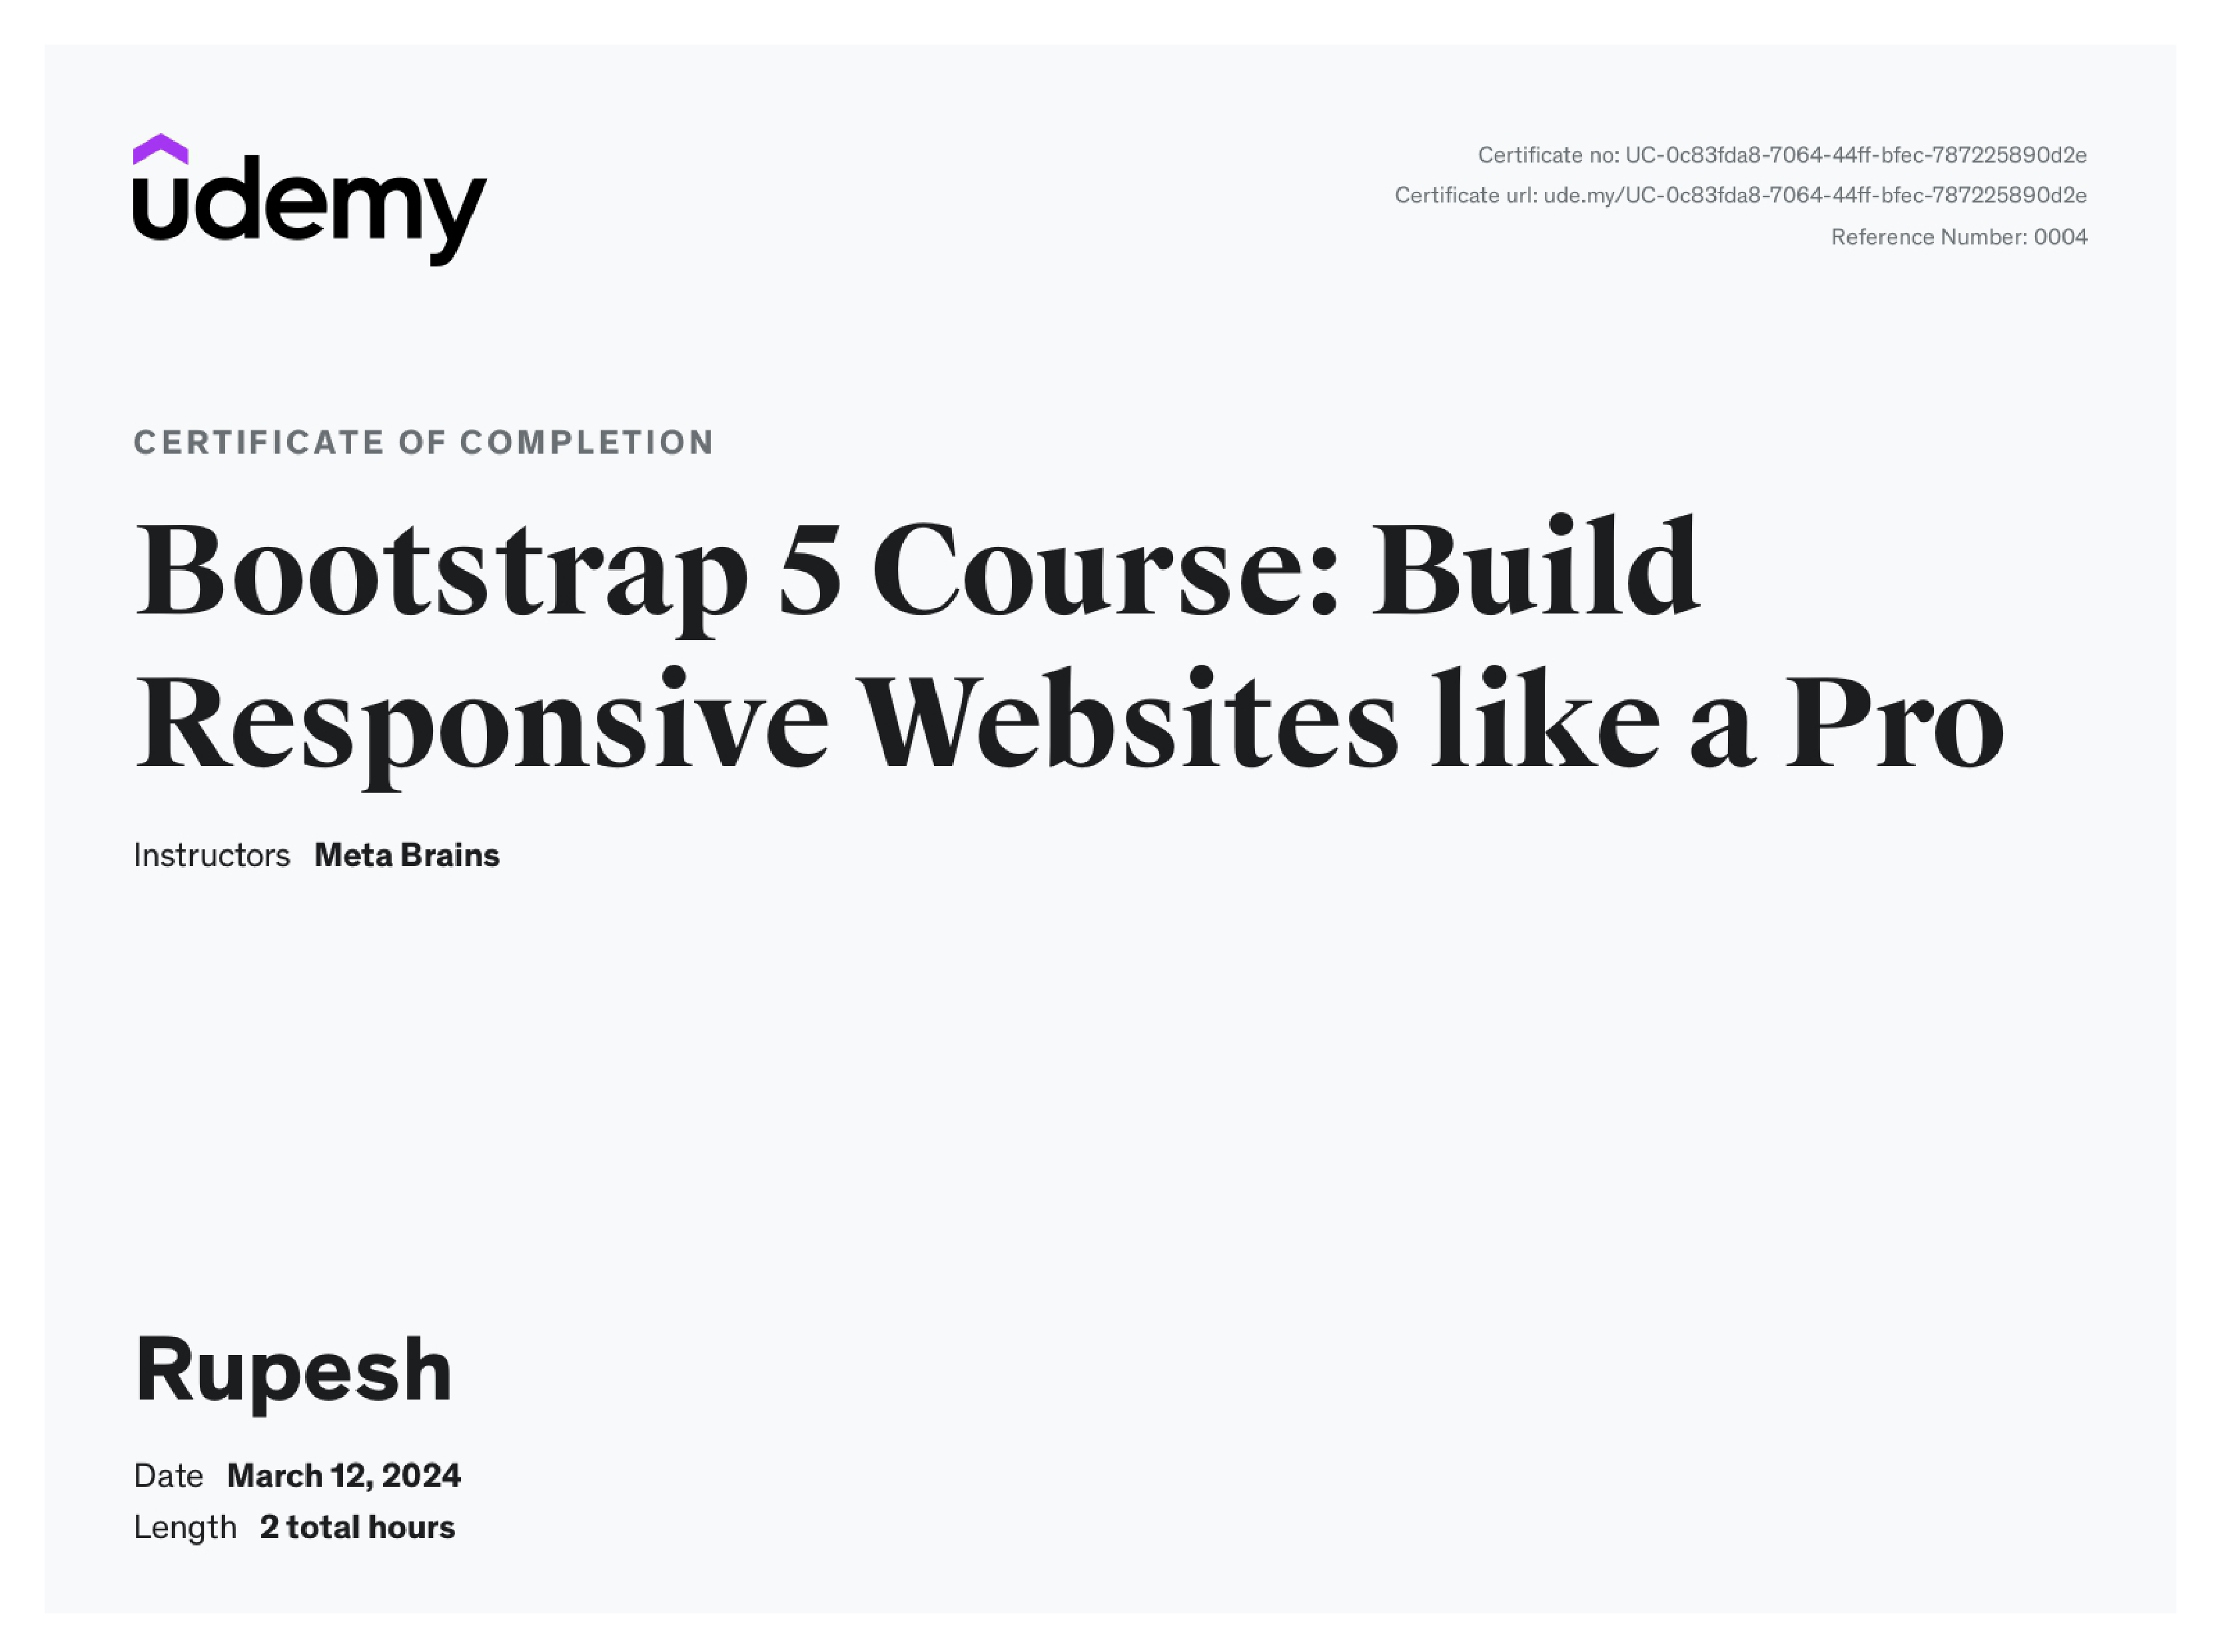 udemy
Certificate no: UC-0c83fda8-7064-44ff-bfec-787225890d2e
Certificate url: ude.my/UC-0c83fda8-7064-44ff-bfec-787225890d2e
Reference Number: 0004
CERTIFICATE OF COMPLETION
Bootstrap 5 Course: Build
Responsive Websites like a Pro
Instructors Meta Brains
Rupesh
Date March 12, 2024
Length 2 total hours